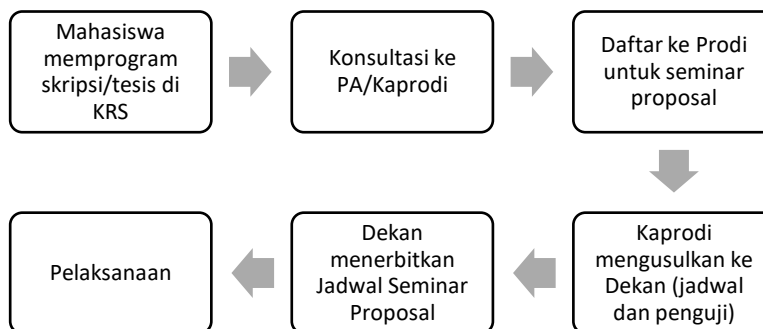 Mahasiswa
memprogram
skripsi/tesis di
KRS
Konsultasi ke
PA/Kaprodi
Daftar ke Prodi
untuk seminar
proposal
Kaprodi
mengusulkan ke
Dekan (jadwal
dan penguji)
Dekan
menerbitkan
Jadwal Seminar
Proposal
Pelaksanaan